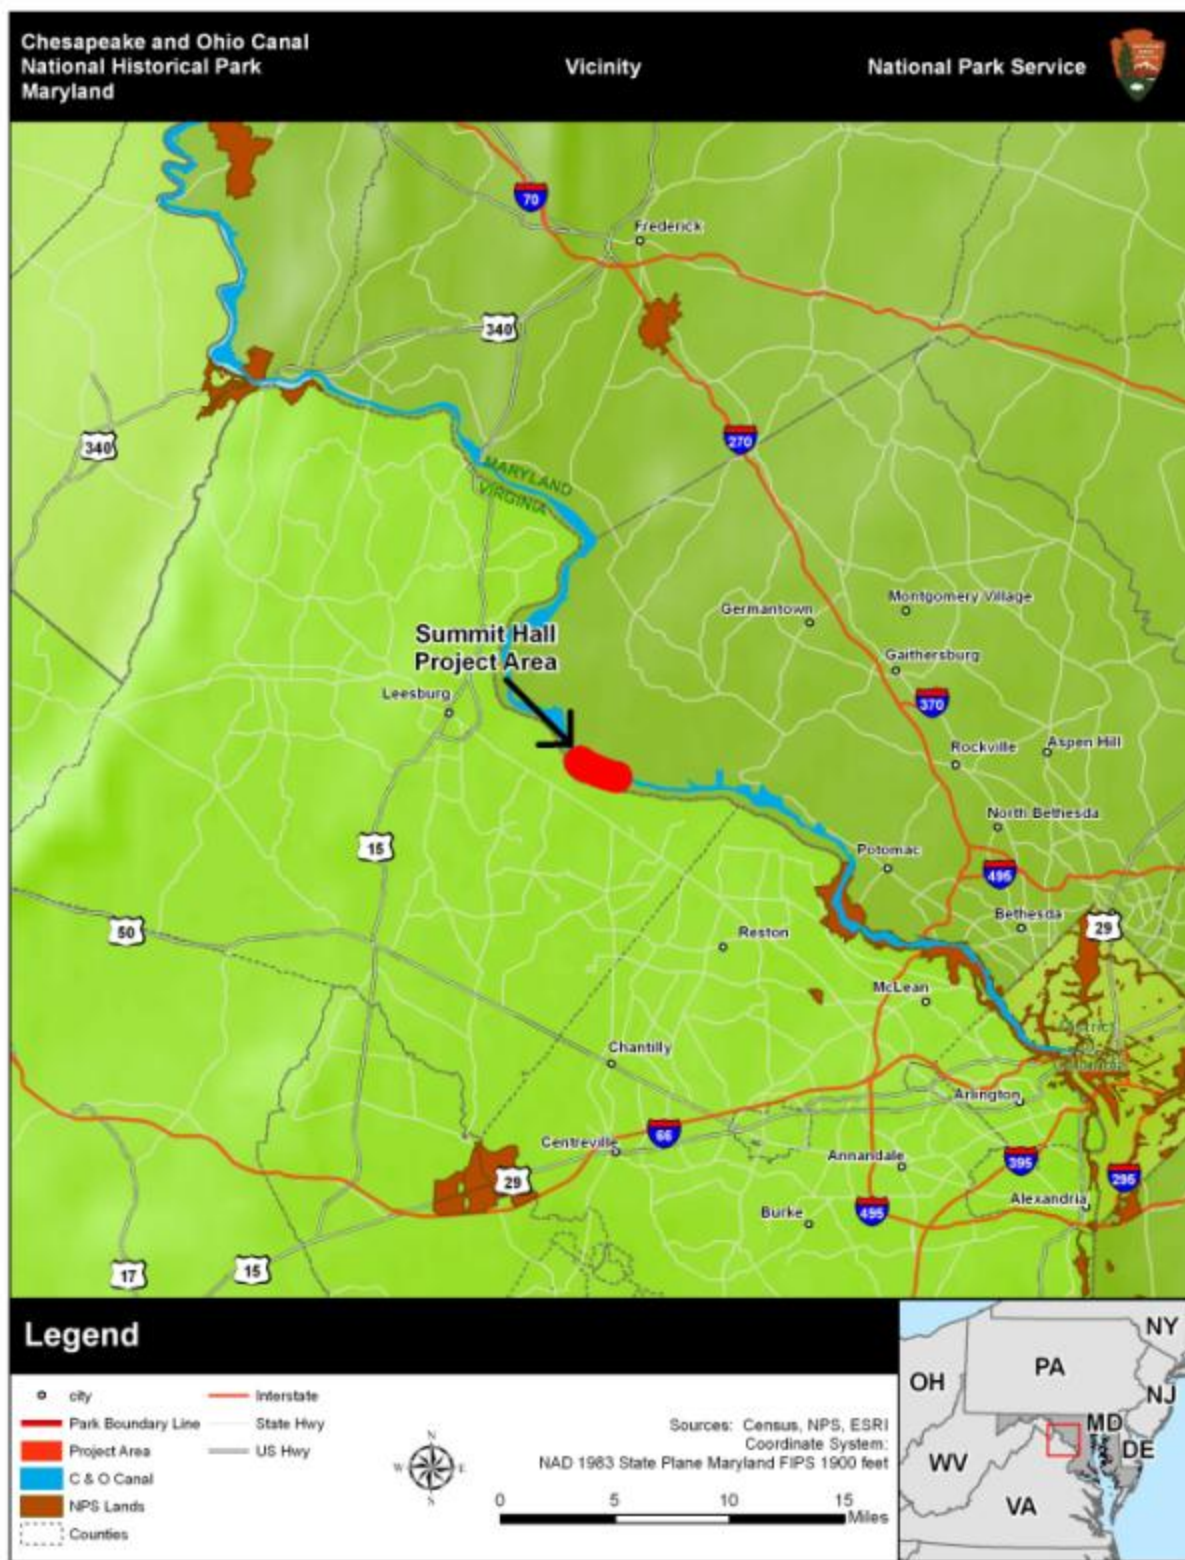 Chesapeake and Ohio Canal
National Historical Park
Maryland
Vicinity
National Park Service
70
Frederick
340
340
270
MARYLAND
VIRGINIA
Germantown
Montgomery Village
Summit Hall
Project Area
Gaithersburg
Leesburg
370
Rockville
Aspen Hill
North Bethesda
15
Potomac
495
50
Reston
Bethesda
29
McLean
District
Chantilly
Arlington
Centreville
66
Annandale
395
29
295
Burke
495
Alexandria
17
15
Legend
city
Interstate
Park Boundary Line
State Hwy
Project Area
US Hwy
C & O Canal
NPS Lands
Counties
N
W
E
S
Sources: Census, NPS, ESRI
Coordinate System:
NAD 1983 State Plane Maryland FIPS 1900 feet
0
5
10
15
Miles
NY
PA
OH
NJ
MD
DE
WV
VA